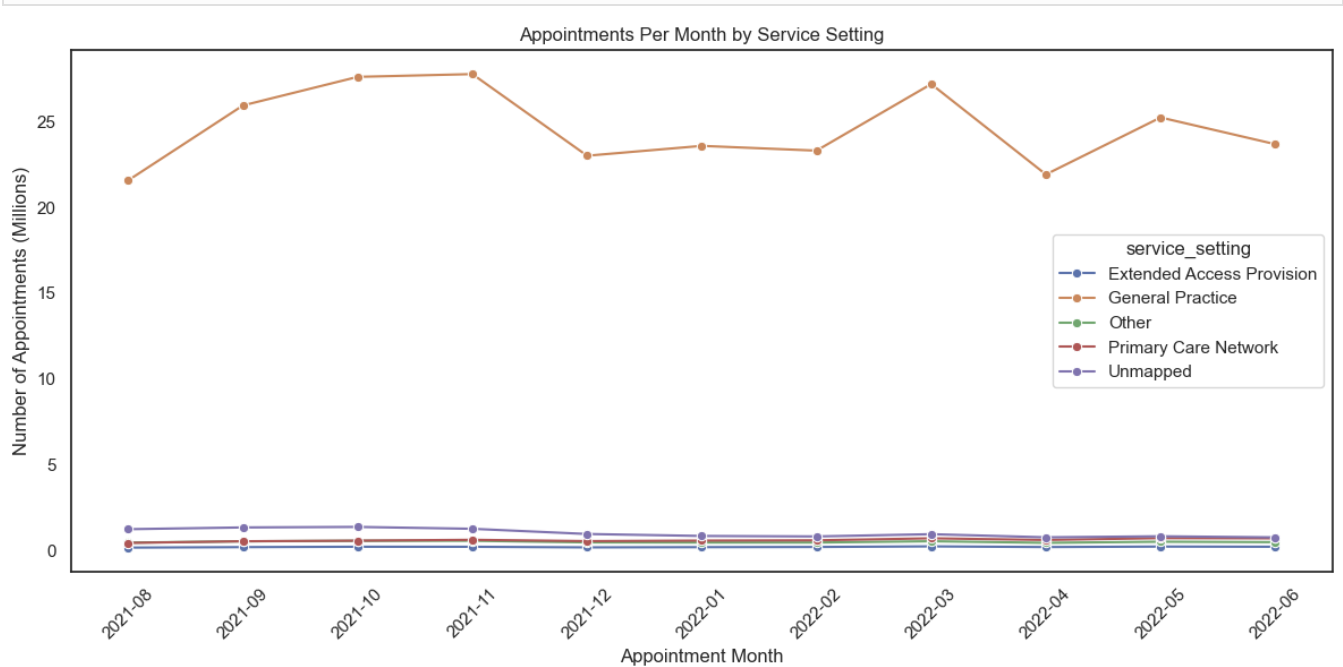 Appointments Per Month by Service Setting
Number of Appointments (Millions)
25
20
15
10
5
0
service_setting
Extended Access Provision
General Practice
Other
Primary Care Network
Unmapped
2021-08
2021-09
2021-10
2021-11
2021-12
2022-01
2022-02
2022-03
2022-04
2022-05
2022-06
Appointment Month